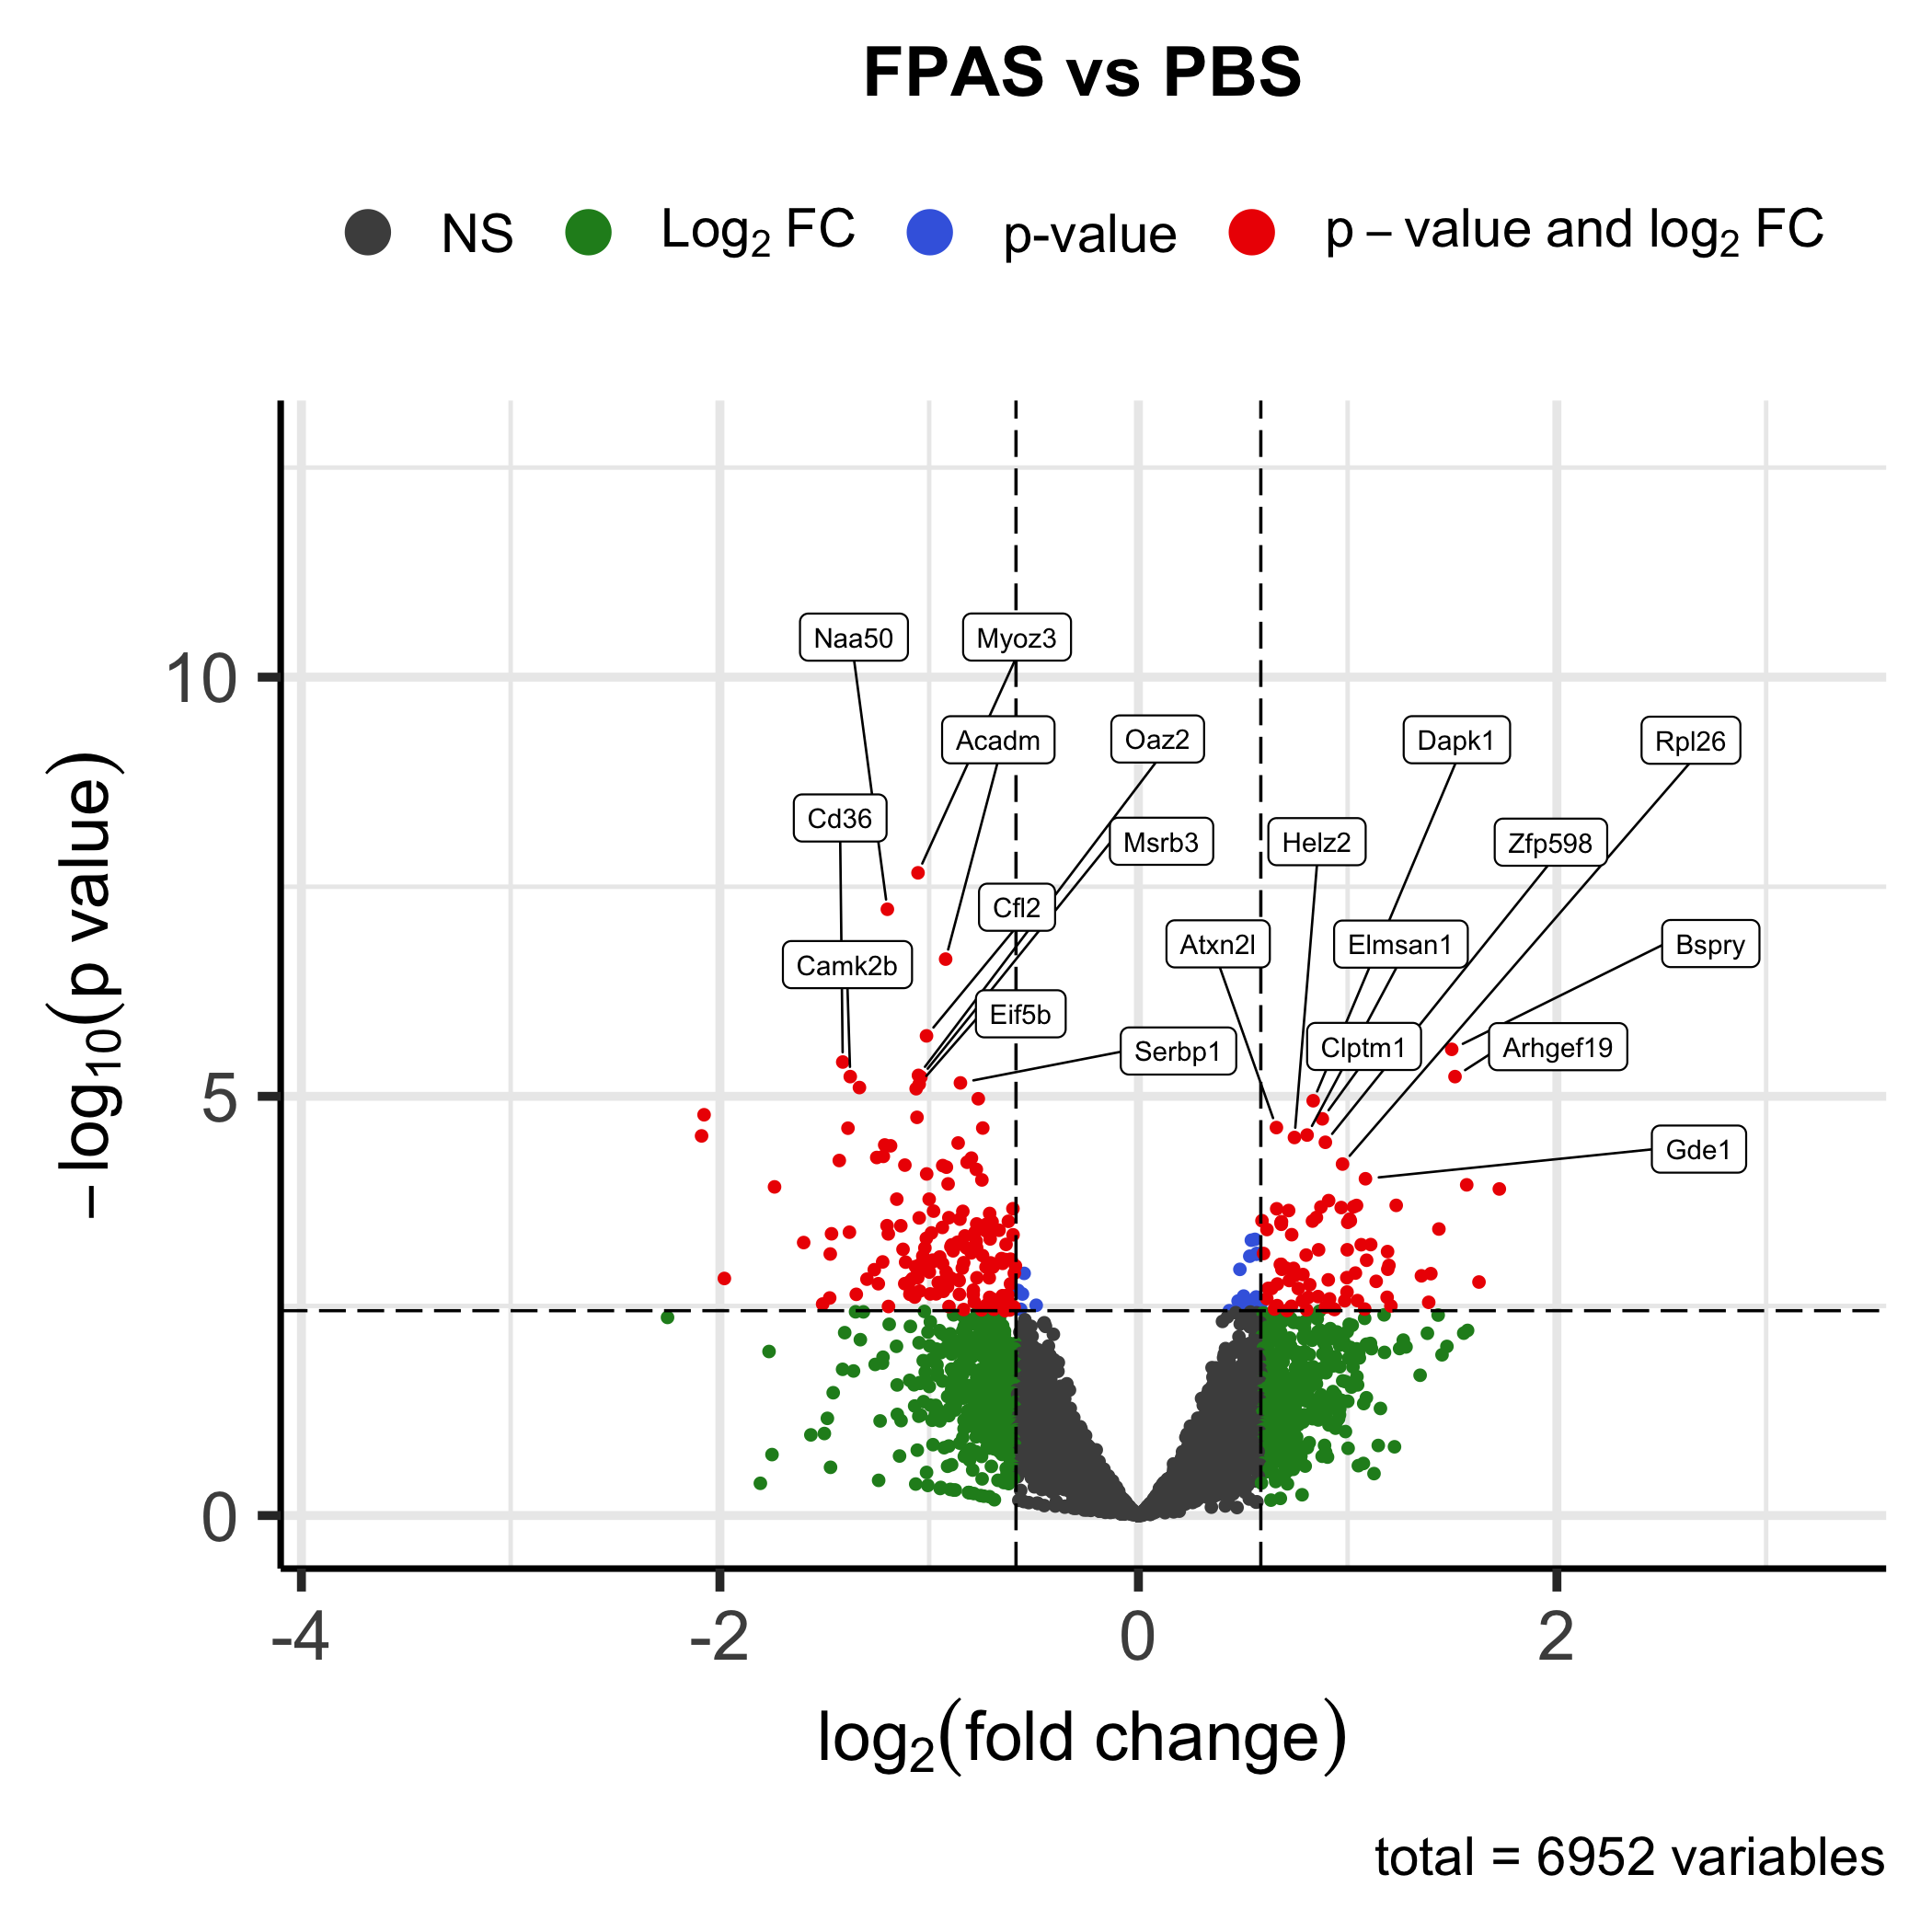 FPAS vs PBS
NS Log2 FC p-value p – value and log2 FC
Naa50 Myoz3
Acadm Oaz2 Dapk1 Rpl26
Cd36 Msrb3 Helz2 Zfp598
Cfl2
Camk2b Atxn2l Elmsan1 Bspry
Eif5b Serbp1 Clptm1 Arhgef19
Gde1
10
5
0
– log10(p value)
-4 -2 0 2
log2(fold change)
total = 6952 variables